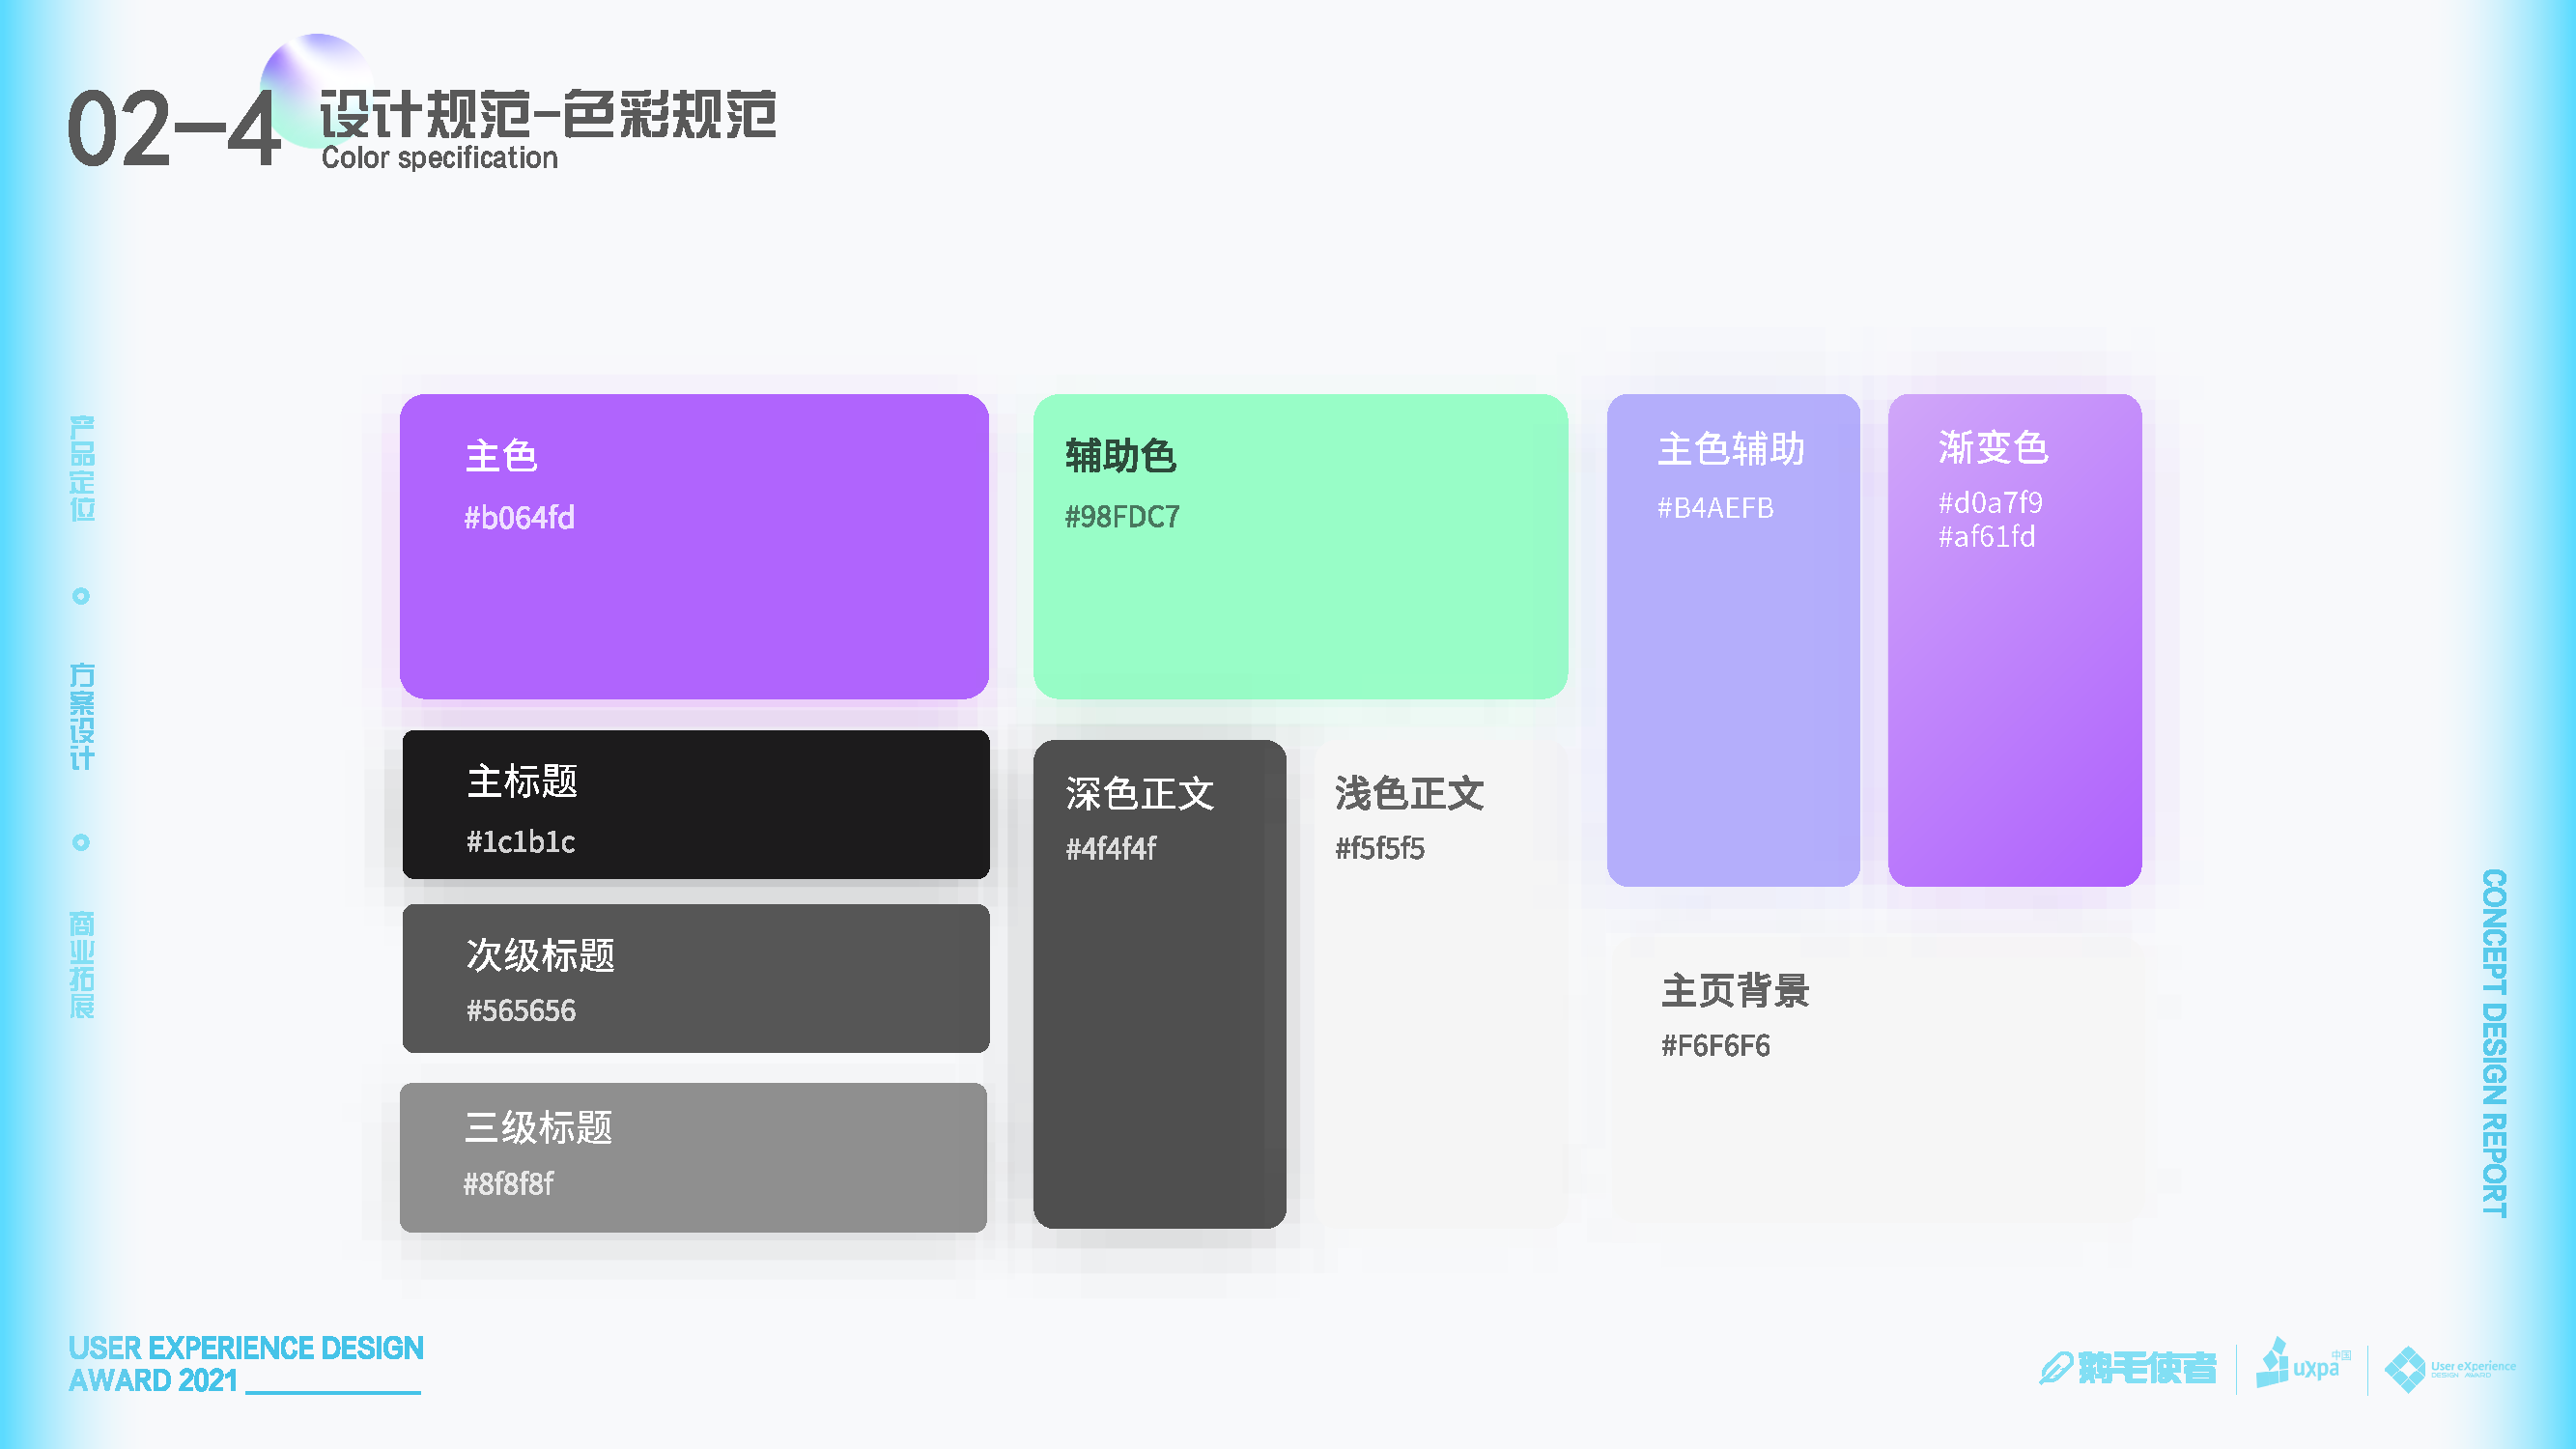 02-4
设计规范-色彩规范
Color specification
产品定位
方案设计
商业拓展
主色
#b064fd
辅助色
#98FDC7
主色辅助
#B4AEFB
渐变色
#d0a7f9
#af61fd
主标题
#1c1b1c
次级标题
#565656
三级标题
#8f8f8f
深色正文
#4f4f4f
浅色正文
#f5f5f5
主页背景
#F6F6F6
CONCEPT DESIGN REPORT
USER EXPERIENCE DESIGN
AWARD 2021
鹅毛使者
uxpa中国
User eXperience
DESIGN AWARD